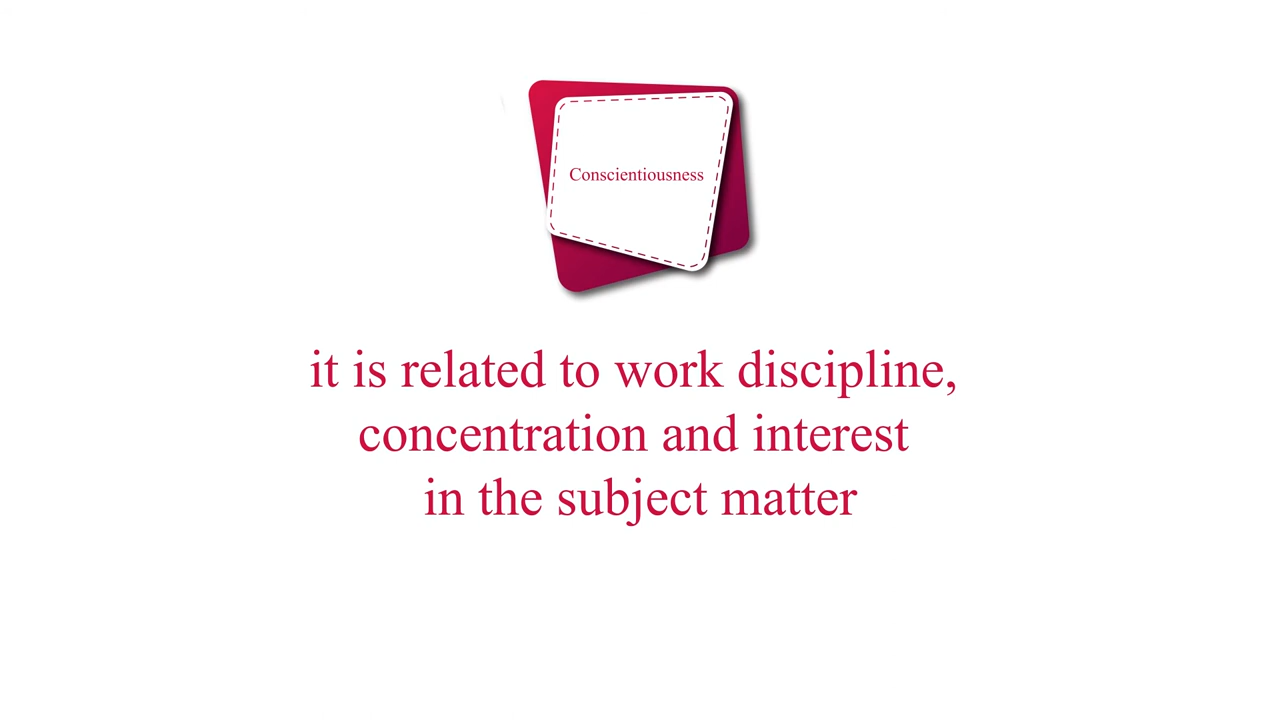 Conscientiousness
it is related to work discipline,
concentration and interest
in the subject matter